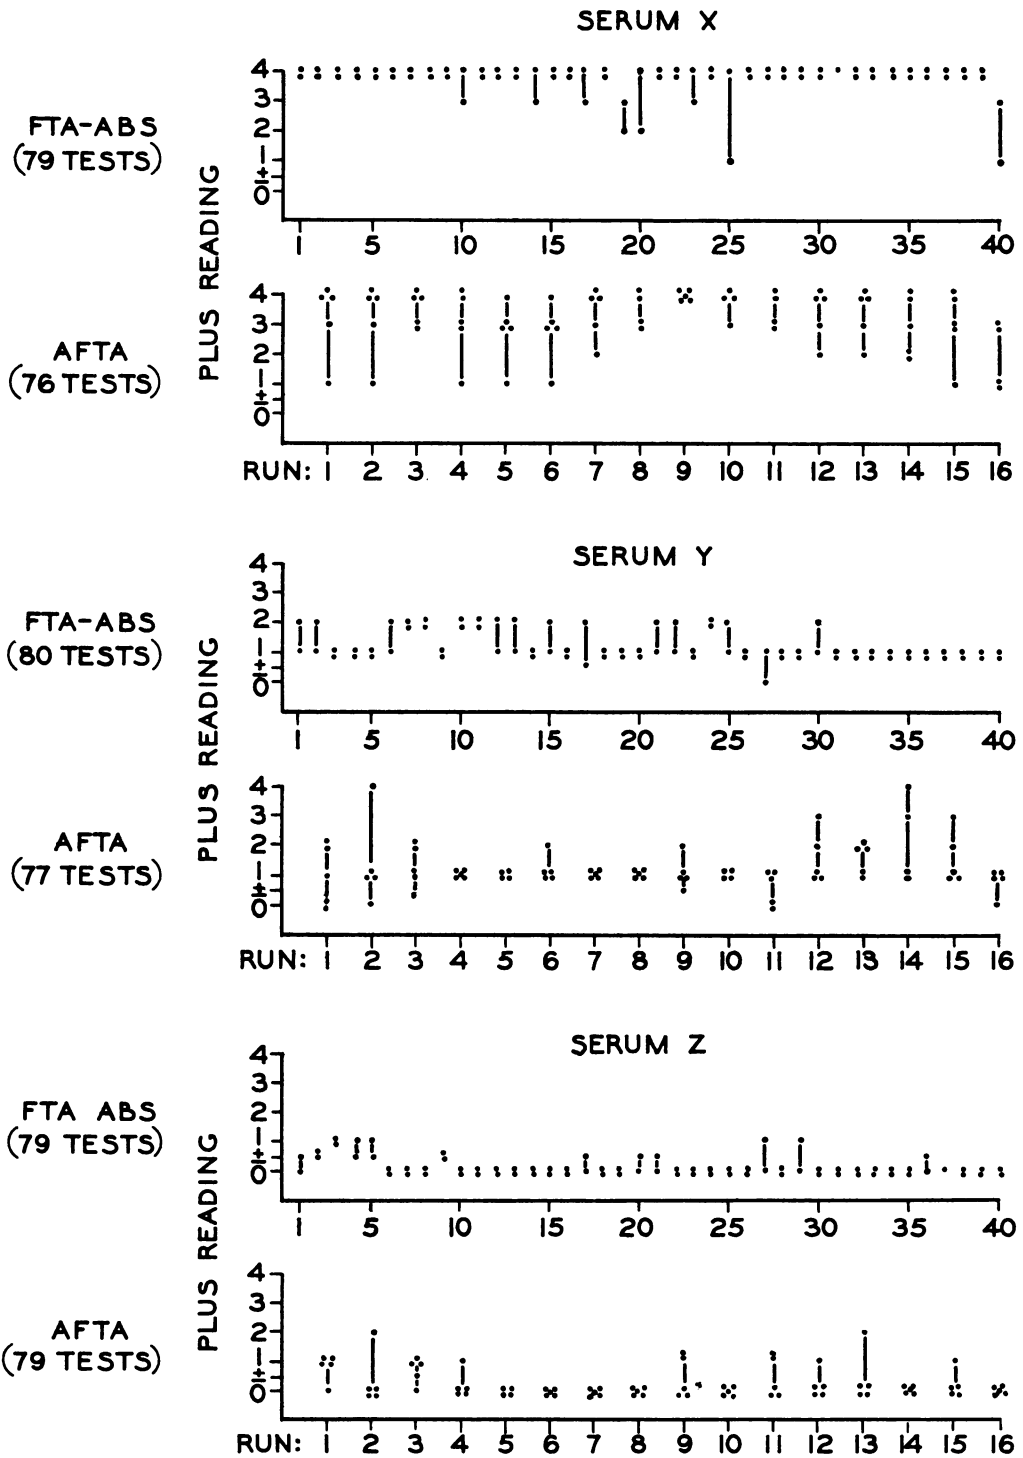 SERUM X
FTA-ABS
(79 TESTS)
4
3
2
1
±
0
1 5 10 15 20 25 30 35 40
PLUS READING
AFTA
(76 TESTS)
4
3
2
1
±
0
RUN: 1 2 3 4 5 6 7 8 9 10 11 12 13 14 15 16
SERUM Y
FTA-ABS
(80 TESTS)
4
3
2
1
±
0
1 5 10 15 20 25 30 35 40
PLUS READING
AFTA
(77 TESTS)
4
3
2
1
±
0
RUN: 1 2 3 4 5 6 7 8 9 10 11 12 13 14 15 16
SERUM Z
FTA ABS
(79 TESTS)
4
3
2
1
±
0
1 5 10 15 20 25 30 35 40
PLUS READING
AFTA
(79 TESTS)
4
3
2
1
±
0
RUN: 1 2 3 4 5 6 7 8 9 10 11 12 13 14 15 16